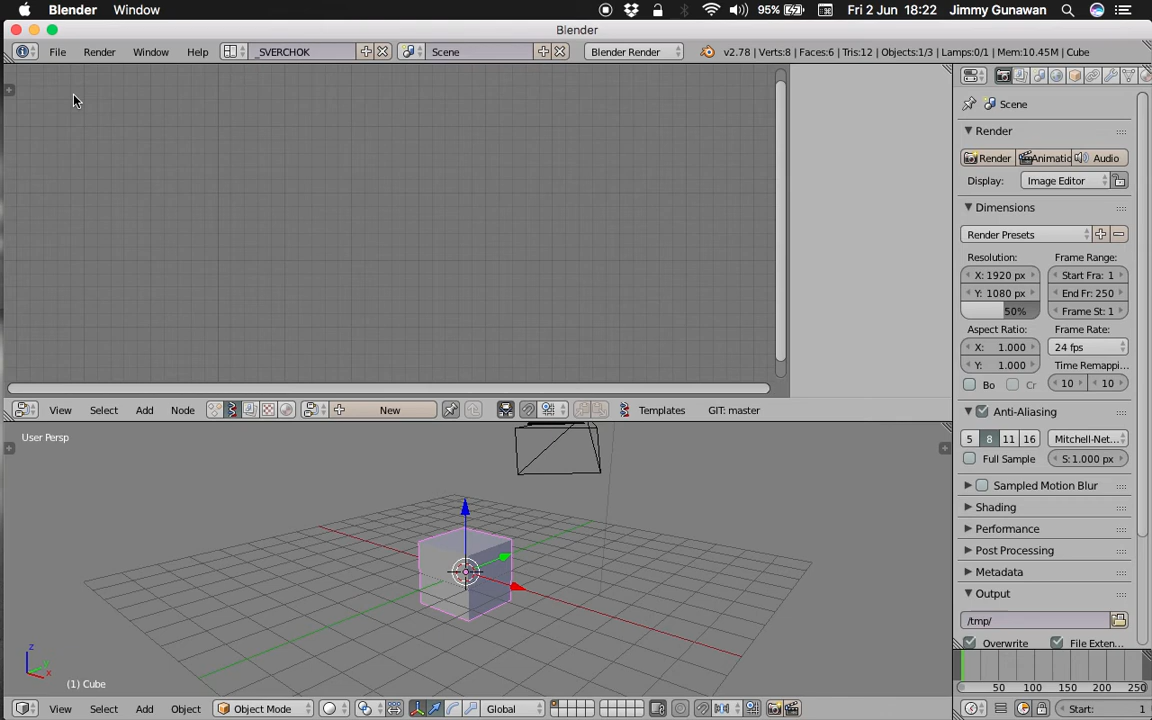 Blender Window 95% Fri 2 Jun 18:22 Jimmy Gunawan
Blender
File Render Window Help _SVERCHOK Scene Blender Render v2.78 | Verts:8 | Faces:6 | Tris:12 | Objects:1/3 | Lamps:0/1 | Mem:10.45M | Cube
Scene
Render
Render Animatic Audio
Display: Image Editor
Dimensions
Render Presets
Resolution: Frame Range:
X: 1920 px Start Fra: 1
Y: 1080 px End Fr: 250
50% Frame St: 1
Aspect Ratio: Frame Rate:
X: 1.000 24 fps
Y: 1.000 Time Remappi...
Bo Cr 10 10
View Select Add Node New Templates GIT: master
Anti-Aliasing
5 8 11 16 Mitchell-Net...
Full Sample S: 1.000 px
User Persp
Sampled Motion Blur
Shading
Performance
Post Processing
Metadata
Output
/tmp/
Overwrite File Exten...
z
y
x
(1) Cube
50 100 150 200 250
View Select Add Object Object Mode Global Start: 1